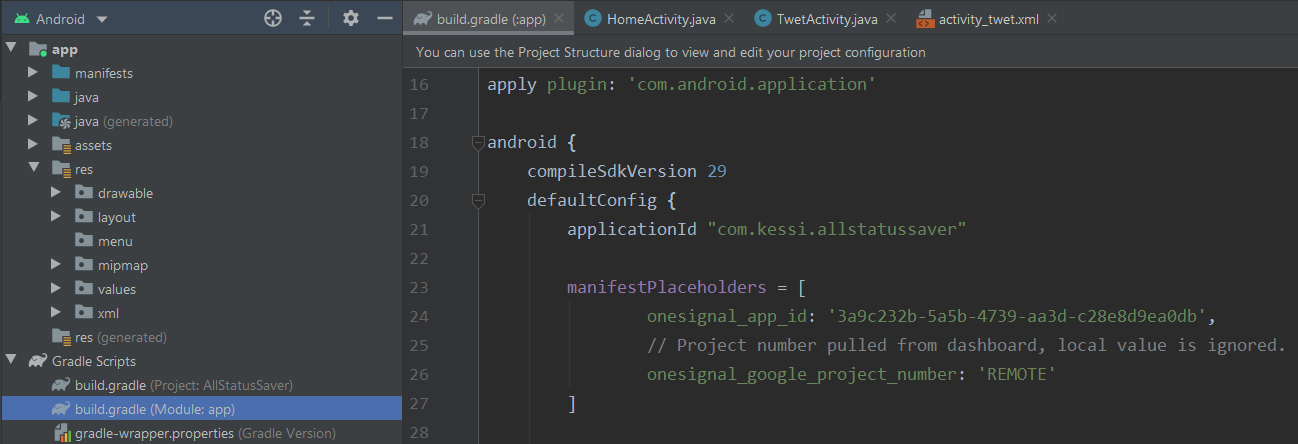 Android
app
manifests
java
java (generated)
assets
res
drawable
layout
menu
mipmap
values
xml
res (generated)
Gradle Scripts
build.gradle (Project: AllStatusSaver)
build.gradle (Module: app)
gradle-wrapper.properties (Gradle Version)
build.gradle (:app) HomeActivity.java TwetActivity.java activity_twet.xml
You can use the Project Structure dialog to view and edit your project configuration
16 apply plugin: 'com.android.application'
17
18 android {
19 compileSdkVersion 29
20 defaultConfig {
21 applicationId "com.kessi.allstatussaver"
22
23 manifestPlaceholders = [
24 onesignal_app_id: '3a9c232b-5a5b-4739-aa3d-c28e8d9ea0db',
25 // Project number pulled from dashboard, local value is ignored.
26 onesignal_google_project_number: 'REMOTE'
27 ]
28